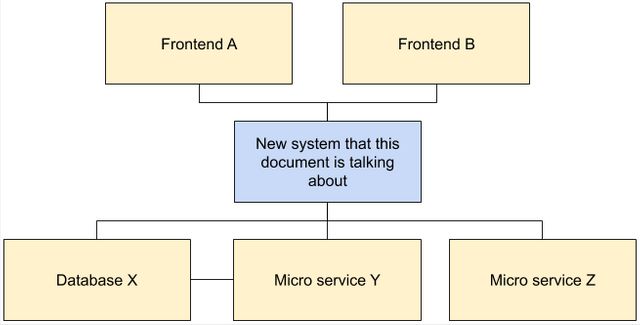 Frontend A
Frontend B
New system that this
document is talking
about
Database X
Micro service Y
Micro service Z